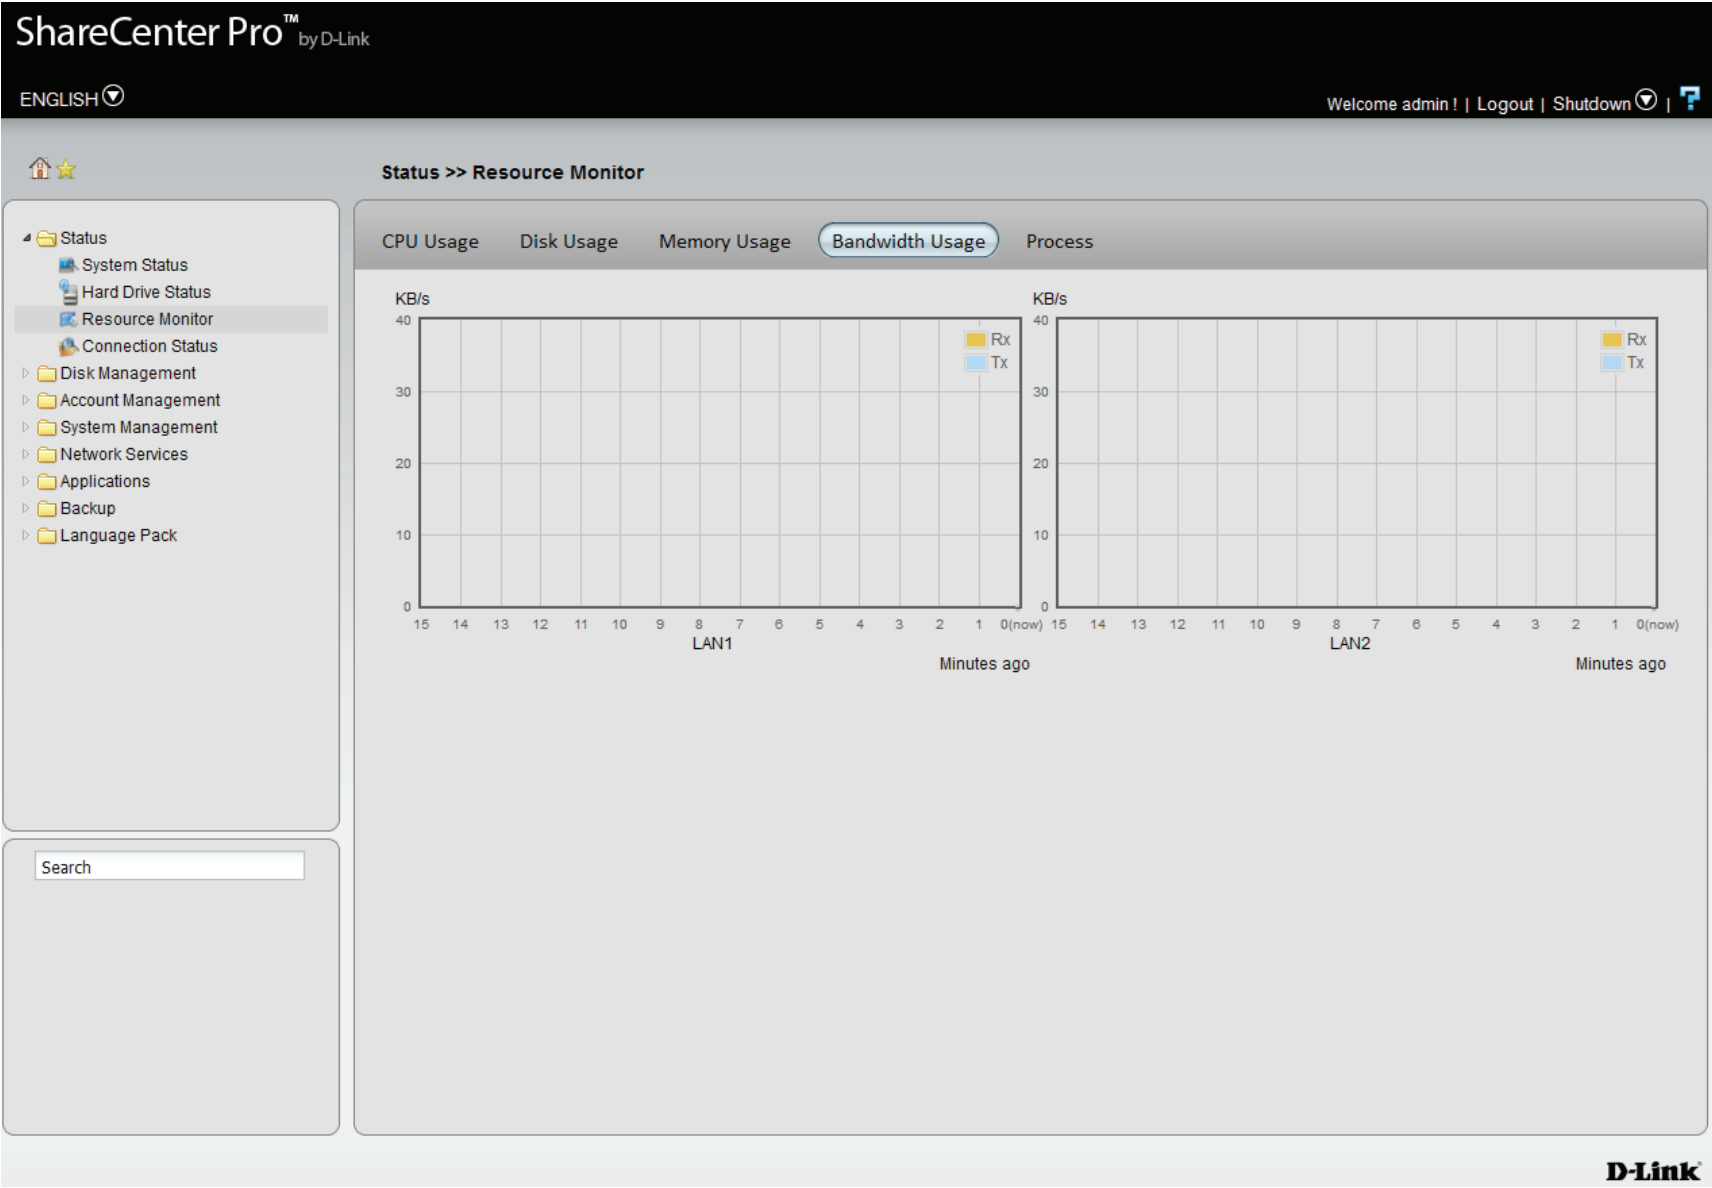 ShareCenter Pro™ by D-Link
ENGLISH
Welcome admin ! | Logout | Shutdown | ?
Status >> Resource Monitor
Status
System Status
Hard Drive Status
Resource Monitor
Connection Status
Disk Management
Account Management
System Management
Network Services
Applications
Backup
Language Pack
Search
CPU Usage Disk Usage Memory Usage Bandwidth Usage Process
KB/s
40
30
20
10
0
Rx
Tx
15 14 13 12 11 10 9 8 7 6 5 4 3 2 1 0(now)
LAN1
Minutes ago
KB/s
40
30
20
10
0
Rx
Tx
15 14 13 12 11 10 9 8 7 6 5 4 3 2 1 0(now)
LAN2
Minutes ago
D-Link